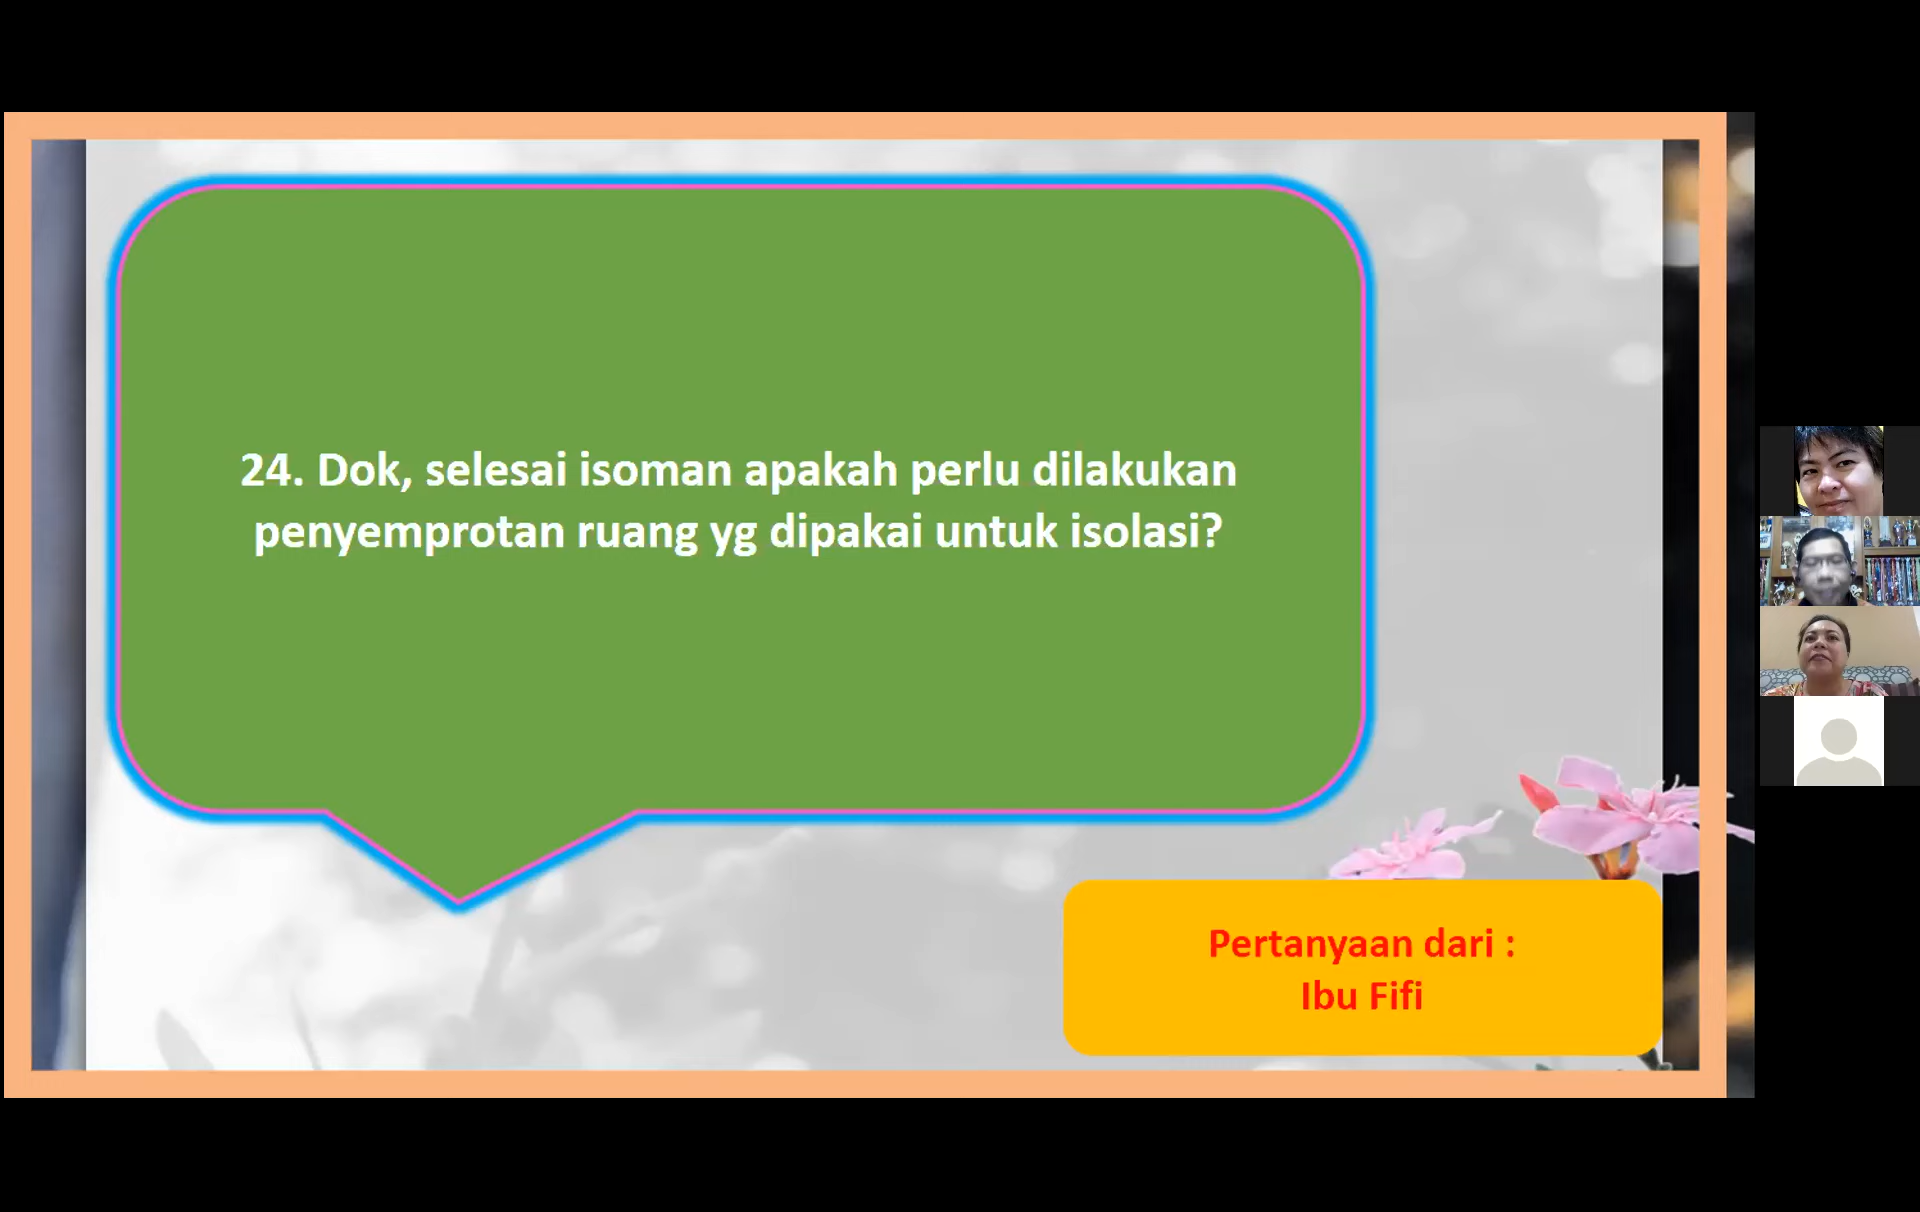 24. Dok, selesai isoman apakah perlu dilakukan
penyemprotan ruang yg dipakai untuk isolasi?
Pertanyaan dari :
Ibu Fifi